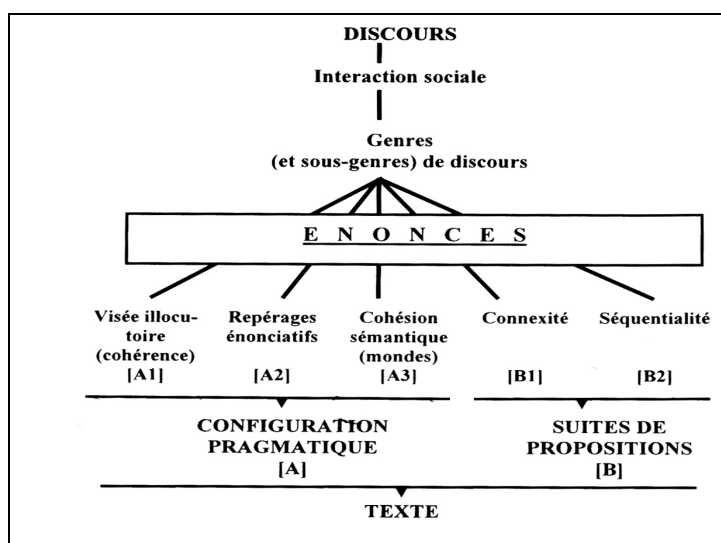 DISCOURS
Interaction sociale
Genres
(et sous-genres) de discours
E N O N C E S
Visée illocu-
toire
(cohérence)
[A1]
Repérages
énonciatifs
[A2]
Cohésion
sémantique
(mondes)
[A3]
Connexité
[B1]
Séquentialité
[B2]
CONFIGURATION
PRAGMATIQUE
[A]
SUITES DE
PROPOSITIONS
[B]
TEXTE